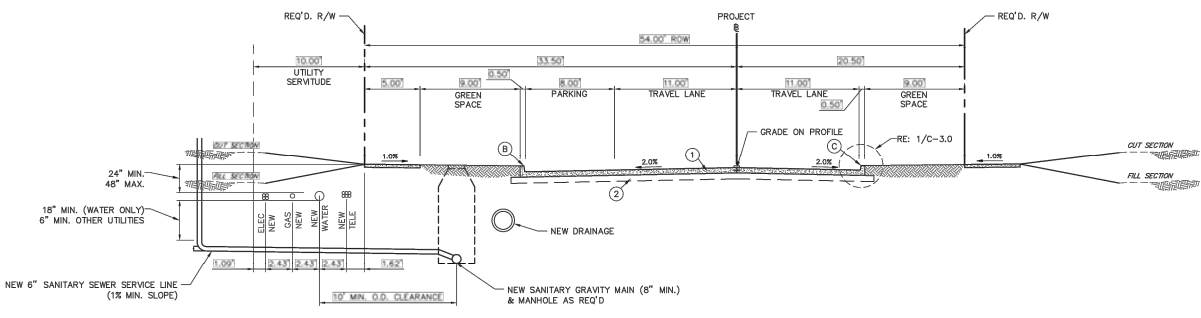 REQ'D. R/W
PROJECT
℄
REQ'D. R/W
54.00' ROW
10.00'
UTILITY
SERVITUDE
33.50'
20.50'
0.50'
5.00'
9.00'
GREEN
SPACE
8.00'
PARKING
11.00'
TRAVEL LANE
11.00'
TRAVEL LANE
0.50'
9.00'
GREEN
SPACE
RE: 1/C-3.0
GRADE ON PROFILE
CUT SECTION
FILL SECTION
1.0%
B
2.0%
1
2.0%
C
1.0%
CUT SECTION
FILL SECTION
2
24" MIN.
48" MAX.
18" MIN. (WATER ONLY)
6" MIN. OTHER UTILITIES
ELEC
NEW
GAS
NEW
NEW
WATER
NEW
TELE
NEW DRAINAGE
1.09'
2.43'
2.43'
2.43'
1.62'
NEW 6" SANITARY SEWER SERVICE LINE
(1% MIN. SLOPE)
10' MIN. O.D. CLEARANCE
NEW SANITARY GRAVITY MAIN (8" MIN.)
& MANHOLE AS REQ'D